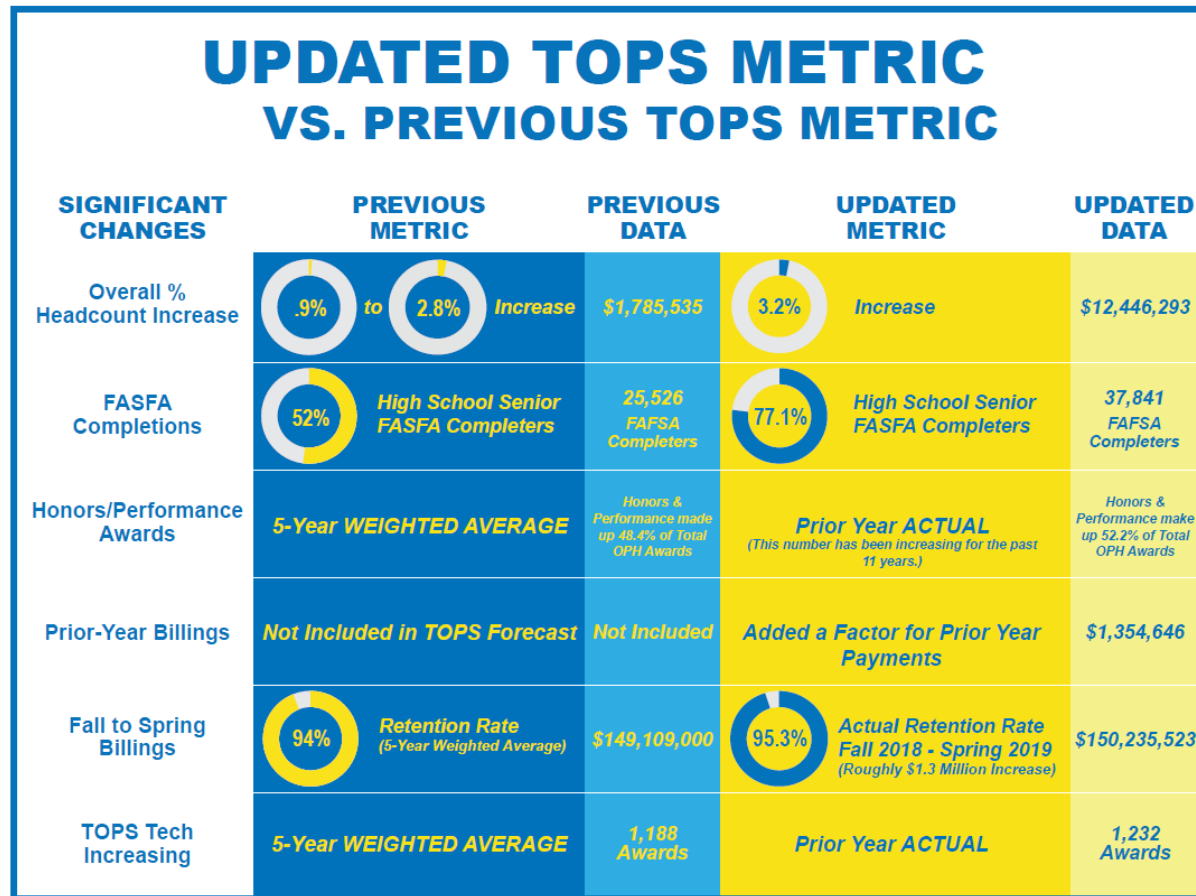 UPDATED TOPS METRIC
VS. PREVIOUS TOPS METRIC
SIGNIFICANT
CHANGES
PREVIOUS
METRIC
PREVIOUS
DATA
UPDATED
METRIC
UPDATED
DATA
Overall %
Headcount Increase
.9%
to
2.8%
Increase
$1,785,535
3.2%
Increase
$12,446,293
FASFA
Completions
52%
High School Senior
FASFA Completers
25,526
FAFSA
Completers
77.1%
High School Senior
FASFA Completers
37,841
FAFSA
Completers
Honors/Performance
Awards
5-Year WEIGHTED AVERAGE
Honors &
Performance made
up 48.4% of Total
OPH Awards
Prior Year ACTUAL
(This number has been increasing for the past
11 years.)
Honors &
Performance make
up 52.2% of Total
OPH Awards
Prior-Year Billings
Not Included in TOPS Forecast
Not Included
Added a Factor for Prior Year
Payments
$1,354,646
Fall to Spring
Billings
94%
Retention Rate
(5-Year Weighted Average)
$149,109,000
95.3%
Actual Retention Rate
Fall 2018 - Spring 2019
(Roughly $1.3 Million Increase)
$150,235,523
TOPS Tech
Increasing
5-Year WEIGHTED AVERAGE
1,188
Awards
Prior Year ACTUAL
1,232
Awards